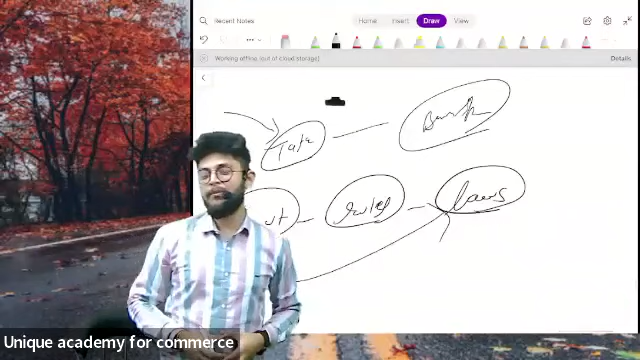 Recent Notes
Home Insert Draw View
Working offline (out of cloud storage)
Details
Tata
rules
laws
Unique academy for commerce